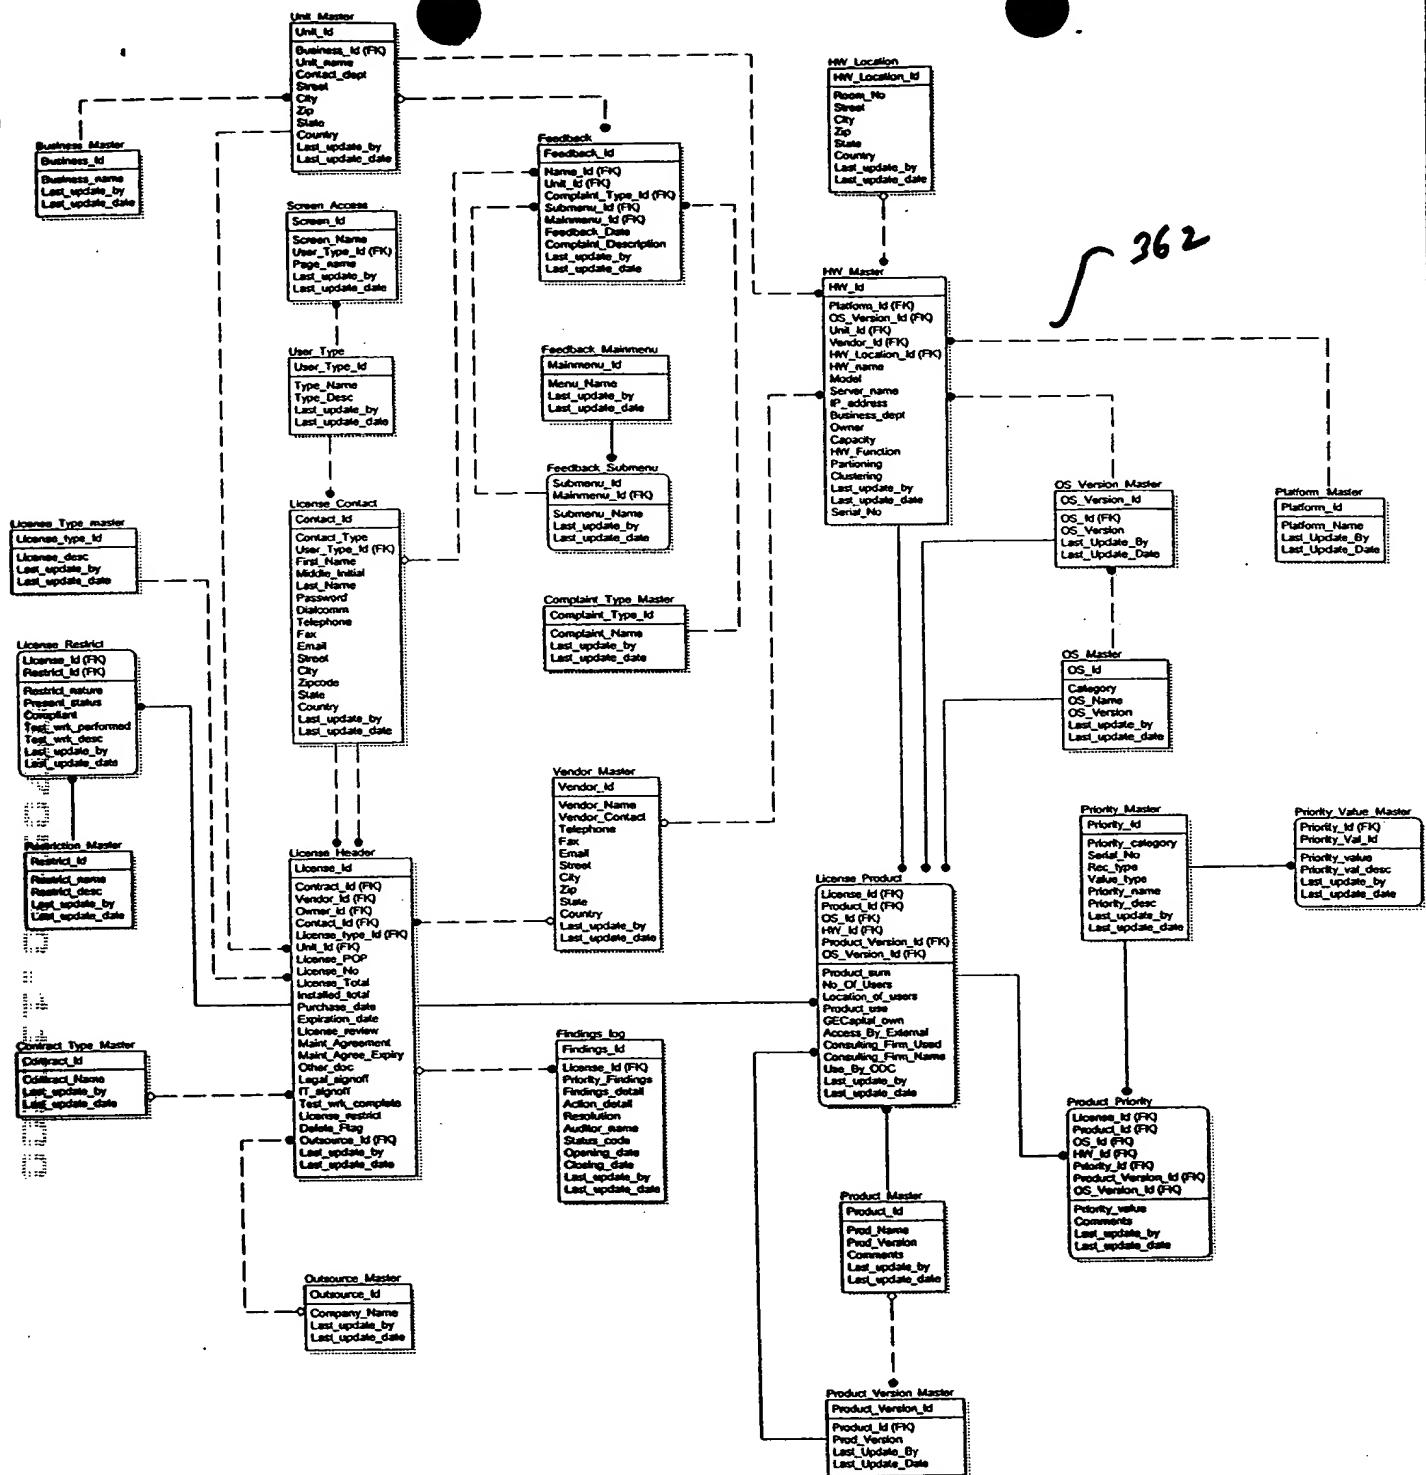 Unit_Master
Unit_Id
Business_Id (FK)
Unit_name
Contact_dept
Street
City
Zip
State
Country
Last_update_by
Last_update_date
Business_Master
Business_Id
Business_name
Last_update_by
Last_update_date
Screen_Access
Screen_Id
Screen_Name
User_Type_Id (FK)
Page_name
Last_update_by
Last_update_date
User_Type
User_Type_Id
Type_Name
Type_Desc
Last_update_by
Last_update_date
Feedback
Feedback_Id
Name_Id (FK)
Unit_Id (FK)
Complaint_Type_Id (FK)
Submenu_Id (FK)
Mainmenu_Id (FK)
Feedback_Date
Complaint_Description
Last_update_by
Last_update_date
Feedback_Mainmenu
Mainmenu_Id
Menu_Name
Last_update_by
Last_update_date
Feedback_Submenu
Submenu_Id
Mainmenu_Id (FK)
Submenu_Name
Last_update_by
Last_update_date
Complaint_Type_Master
Complaint_Type_Id
Complaint_Name
Last_update_by
Last_update_date
HW_Location
HW_Location_Id
Room_No
Street
City
Zip
State
Country
Last_update_by
Last_update_date
362
HW_Master
HW_Id
Platform_Id (FK)
OS_Version_Id (FK)
Unit_Id (FK)
Vendor_Id (FK)
HW_Location_Id (FK)
HW_name
Model
Server_name
IP_address
Business_dept
Owner
Capacity
HW_Function
Partioning
Clustering
Last_update_by
Last_update_date
Serial_No
OS_Version_Master
OS_Version_Id
OS_Id (FK)
OS_Version
Last_Update_By
Last_Update_Date
Platform_Master
Platform_Id
Platform_Name
Last_Update_By
Last_Update_Date
OS_Master
OS_Id
Category
OS_Name
OS_Version
Last_update_by
Last_update_date
License_Type_master
License_type_Id
License_desc
Last_update_by
Last_update_date
License_Restrict
License_Id (FK)
Restrict_Id (FK)
Restrict_nature
Present_status
Compliant
Test_wrk_performed
Test_wrk_desc
Last_update_by
Last_update_date
Restriction_Master
Restrict_Id
Restrict_name
Restrict_desc
Last_update_by
Last_update_date
License_Contact
Contact_Id
Contact_Type
User_Type_Id (FK)
First_Name
Middle_Initial
Last_Name
Password
Dialcomm
Telephone
Fax
Email
Street
City
Zipcode
State
Country
Last_update_by
Last_update_date
Vendor_Master
Vendor_Id
Vendor_Name
Vendor_Contact
Telephone
Fax
Email
Street
City
Zip
State
Country
Last_update_by
Last_update_date
License_Header
License_Id
Contract_Id (FK)
Vendor_Id (FK)
Owner_Id (FK)
Contact_Id (FK)
License_type_Id (FK)
Unit_Id (FK)
License_POP
License_No
License_Total
Installed_total
Purchase_date
Expiration_date
License_review
Maint_Agreement
Maint_Agree_Expiry
Other_doc
Legal_signoff
IT_signoff
Test_wrk_complete
License_restrict
Delete_Flag
Outsource_Id (FK)
Last_update_by
Last_update_date
Contract_Type_Master
Contract_Id
Contract_Name
Last_update_by
Last_update_date
Findings_log
Findings_Id
License_Id (FK)
Priority_Findings
Findings_detail
Action_detail
Resolution
Auditor_name
Status_code
Opening_date
Closing_date
Last_update_by
Last_update_date
Outsource_Master
Outsource_Id
Company_Name
Last_update_by
Last_update_date
License_Product
License_Id (FK)
Product_Id (FK)
OS_Id (FK)
HW_Id (FK)
Product_Version_Id (FK)
OS_Version_Id (FK)
Product_sum
No_Of_Users
Location_of_users
Product_use
GECapital_own
Access_By_External
Consulting_Firm_Used
Consulting_Firm_Name
Use_By_ODC
Last_update_by
Last_update_date
Priority_Master
Priority_Id
Priority_category
Serial_No
Rec_type
Value_type
Priority_name
Priority_desc
Last_update_by
Last_update_date
Priority_Value_Master
Priority_Id (FK)
Priority_Val_Id
Priority_value
Priority_val_desc
Last_update_by
Last_update_date
Product_Priority
License_Id (FK)
Product_Id (FK)
OS_Id (FK)
HW_Id (FK)
Priority_Id (FK)
Product_Version_Id (FK)
OS_Version_Id (FK)
Priority_value
Comments
Last_update_by
Last_update_date
Product_Master
Product_Id
Prod_Name
Prod_Version
Comments
Last_update_by
Last_update_date
Product_Version_Master
Product_Version_Id
Product_Id (FK)
Prod_Version
Last_Update_By
Last_Update_Date